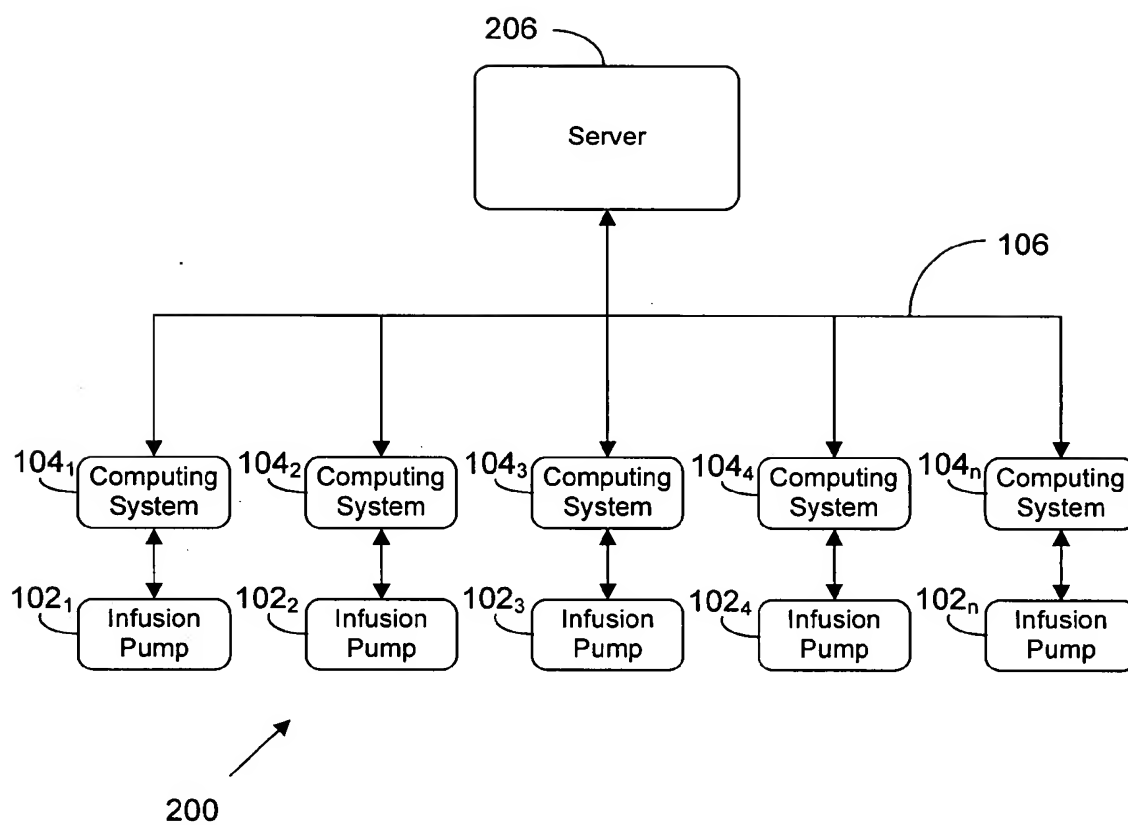 206
Server
106
104₁ 104₂ 104₃ 104₄ 104ₙ
Computing Computing Computing Computing Computing
System System System System System
102₁ 102₂ 102₃ 102₄ 102ₙ
Infusion Infusion Infusion Infusion Infusion
Pump Pump Pump Pump Pump
200